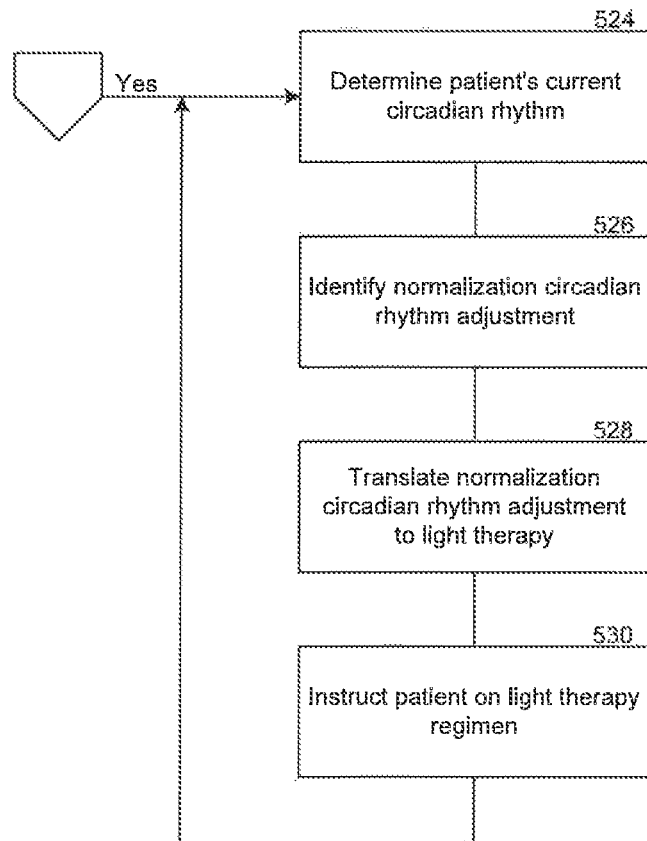 524
Yes
Determine patient's current
circadian rhythm
526
Identify normalization circadian
rhythm adjustment
528
Translate normalization
circadian rhythm adjustment
to light therapy
530
Instruct patient on light therapy
regimen